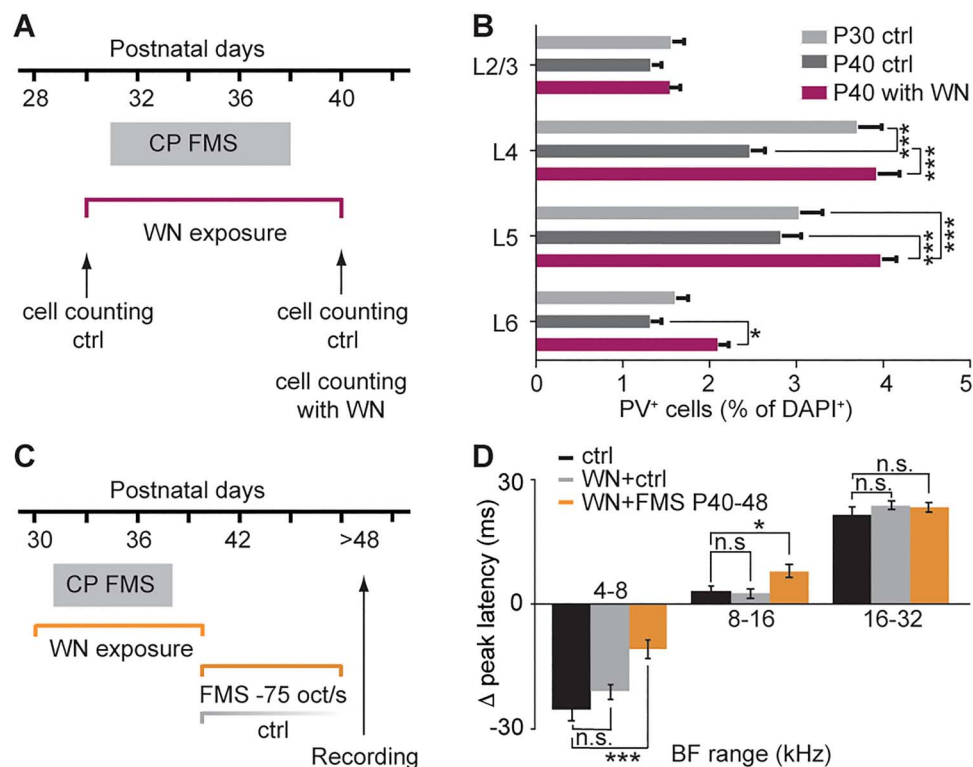 A
Postnatal days
28 32 36 40
CP FMS
WN exposure
cell counting
ctrl
cell counting
ctrl
cell counting
with WN
B
P30 ctrl
P40 ctrl
P40 with WN
L2/3
L4
***
***
L5
***
***
L6
*
0 1 2 3 4 5
PV+ cells (% of DAPI+)
C
Postnatal days
30 36 42 >48
CP FMS
WN exposure
FMS -75 oct/s
ctrl
Recording
D
ctrl
WN+ctrl
WN+FMS P40-48
Δ peak latency (ms)
30
0
-30
4-8
n.s.
***
8-16
n.s
*
16-32
n.s.
n.s.
BF range (kHz)